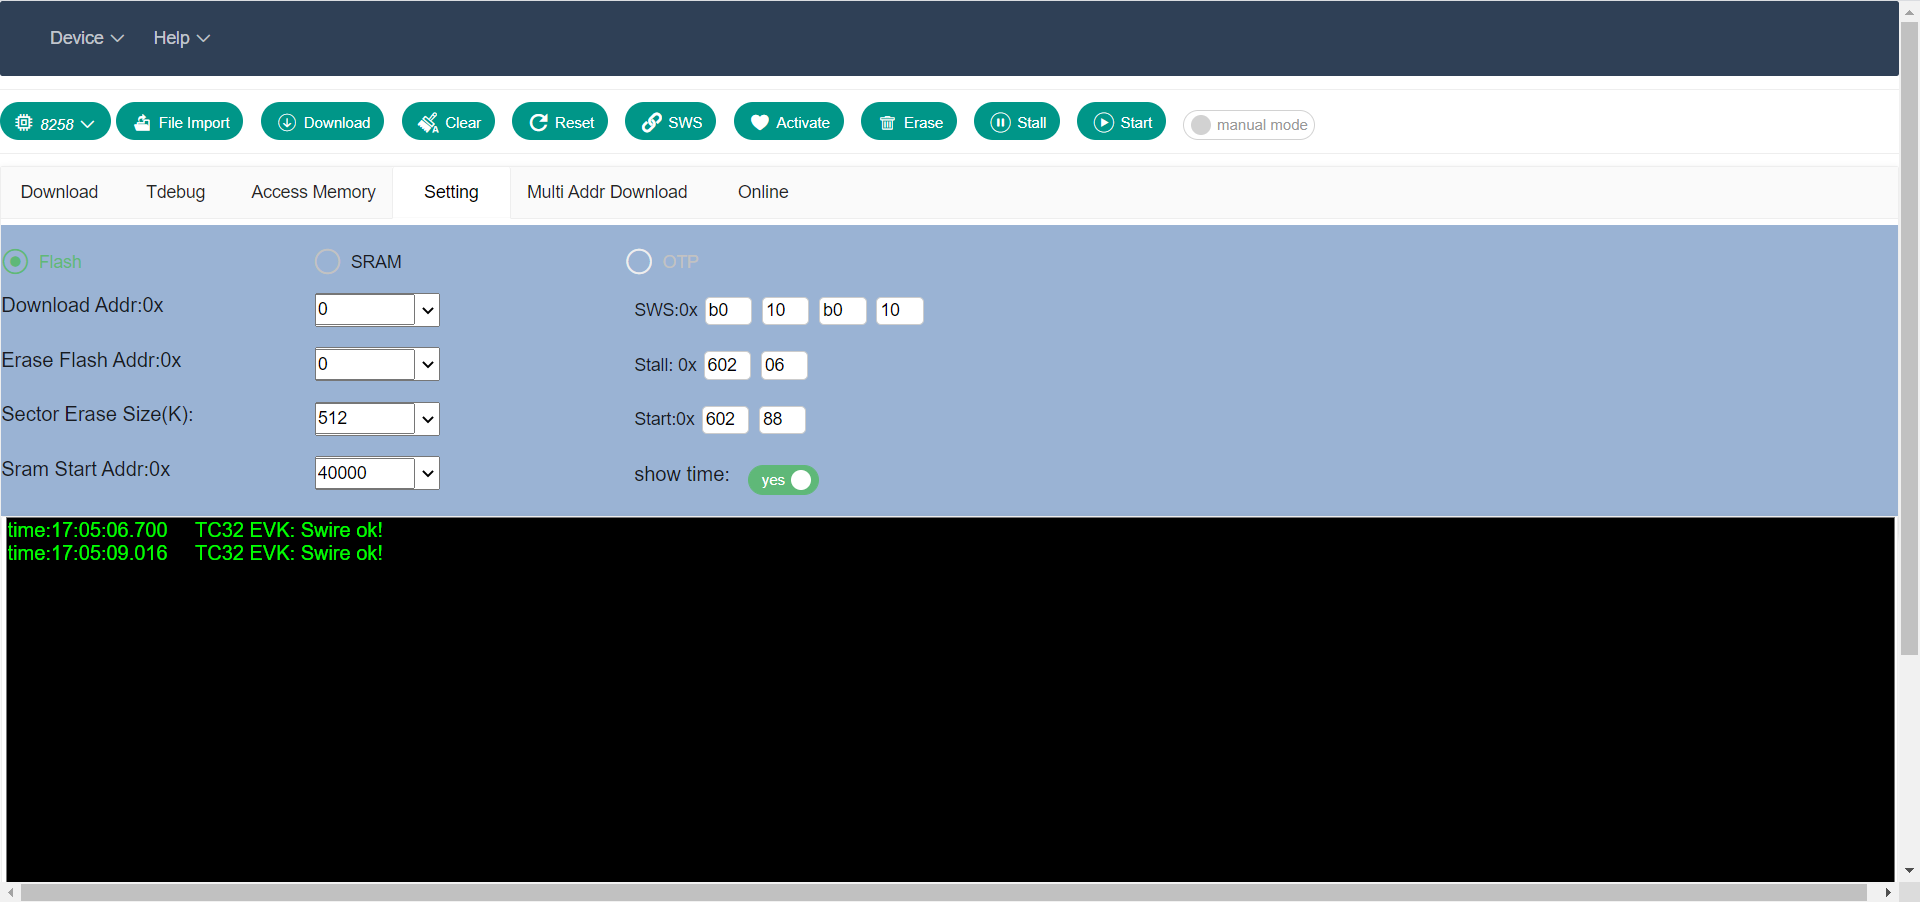 Device Help
8258 File Import Download Clear Reset SWS Activate Erase Stall Start manual mode
Download Tdebug Access Memory Setting Multi Addr Download Online
Flash SRAM OTP
Download Addr:0x 0 SWS:0x b0 10 b0 10
Erase Flash Addr:0x 0 Stall: 0x 602 06
Sector Erase Size(K): 512 Start:0x 602 88
Sram Start Addr:0x 40000 show time: yes
time:17:05:06.700 TC32 EVK: Swire ok!
time:17:05:09.016 TC32 EVK: Swire ok!